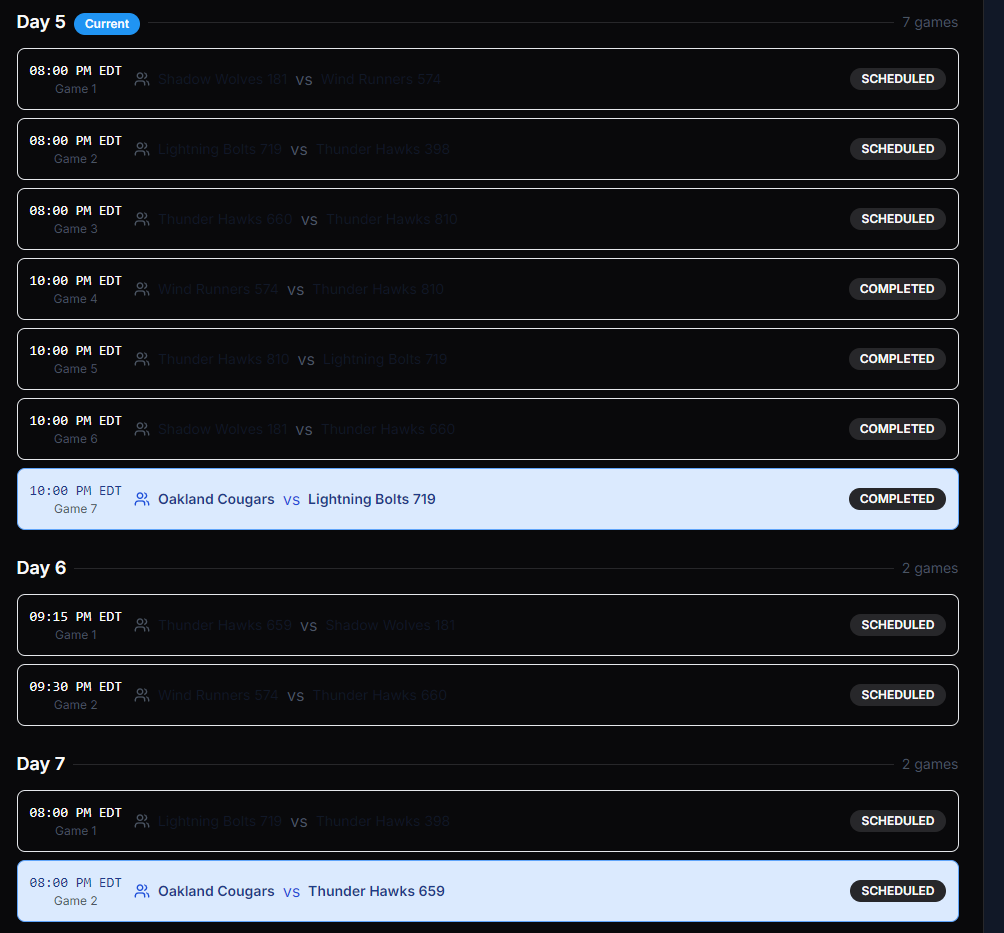 Day 5 Current 7 games
08:00 PM EDT
Game 1
Shadow Wolves 181 vs Wind Runners 574
SCHEDULED
08:00 PM EDT
Game 2
Lightning Bolts 719 vs Thunder Hawks 398
SCHEDULED
08:00 PM EDT
Game 3
Thunder Hawks 660 vs Thunder Hawks 810
SCHEDULED
10:00 PM EDT
Game 4
Wind Runners 574 vs Thunder Hawks 810
COMPLETED
10:00 PM EDT
Game 5
Thunder Hawks 810 vs Lightning Bolts 719
COMPLETED
10:00 PM EDT
Game 6
Shadow Wolves 181 vs Thunder Hawks 660
COMPLETED
10:00 PM EDT
Game 7
Oakland Cougars vs Lightning Bolts 719
COMPLETED
Day 6 2 games
09:15 PM EDT
Game 1
Thunder Hawks 659 vs Shadow Wolves 181
SCHEDULED
09:30 PM EDT
Game 2
Wind Runners 574 vs Thunder Hawks 660
SCHEDULED
Day 7 2 games
08:00 PM EDT
Game 1
Lightning Bolts 719 vs Thunder Hawks 398
SCHEDULED
08:00 PM EDT
Game 2
Oakland Cougars vs Thunder Hawks 659
SCHEDULED